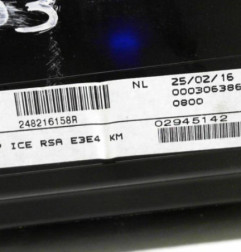 NL 25/02/16
000306386
0800
248216158R
02945142
ICE RSA E3E4 KM